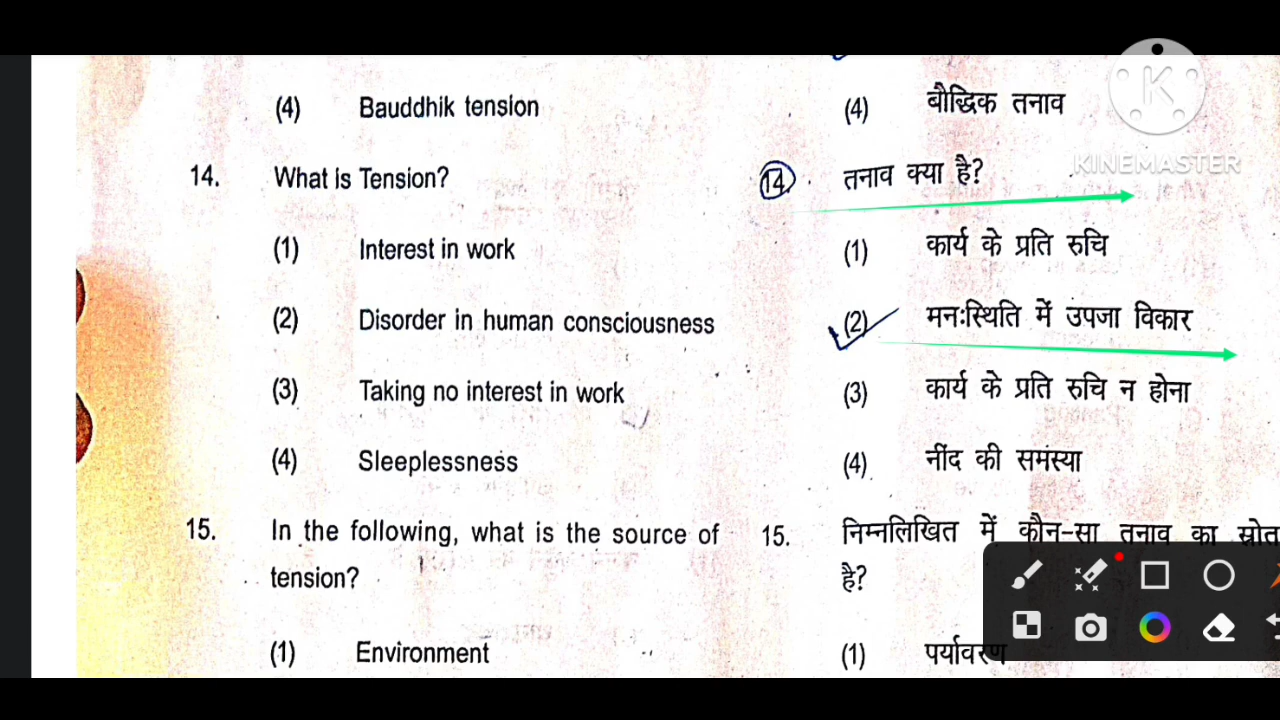 (4) Bauddhik tension
14. What is Tension?
(1) Interest in work
(2) Disorder in human consciousness
(3) Taking no interest in work
(4) Sleeplessness
15. In the following, what is the source of
tension?
(1) Environment
(4) बौद्धिक तनाव
14. तनाव क्या है?
(1) कार्य के प्रति रुचि
(2) मनःस्थिति में उपजा विकार
(3) कार्य के प्रति रुचि न होना
(4) नींद की समंस्या
15. निम्नलिखित में कौन-सा तनाव का स्रोत
है?
(1) पर्यावरण
K
KINEMASTER